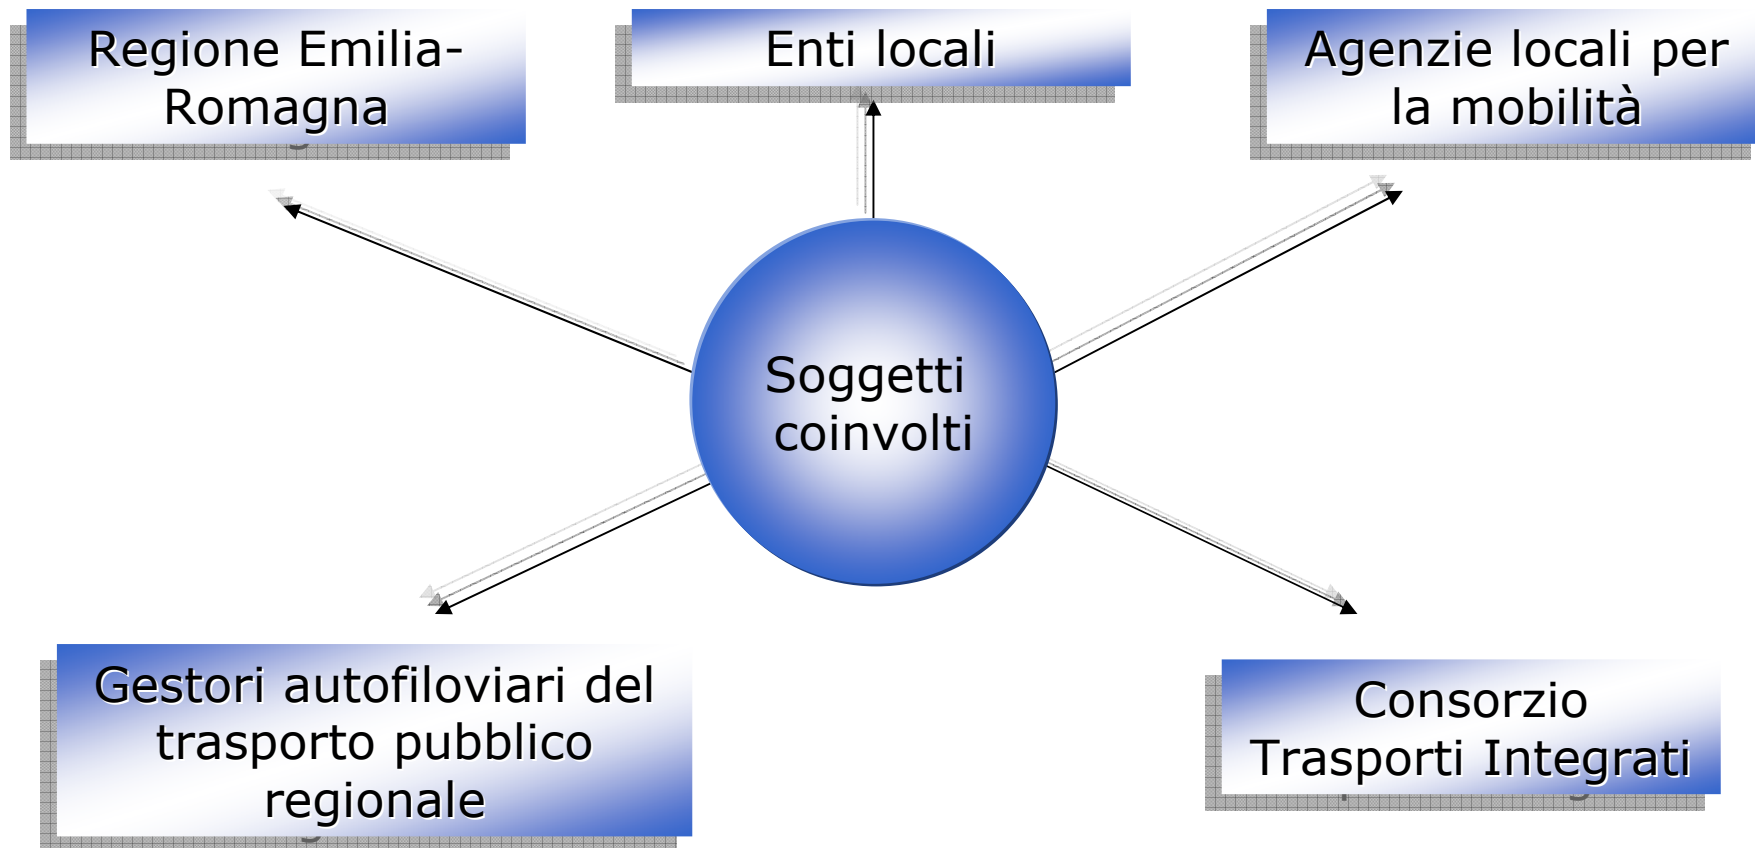 Regione Emilia-
Romagna
Enti locali
Agenzie locali per
la mobilità
Soggetti
coinvolti
Gestori autofiloviari del
trasporto pubblico
regionale
Consorzio
Trasporti Integrati